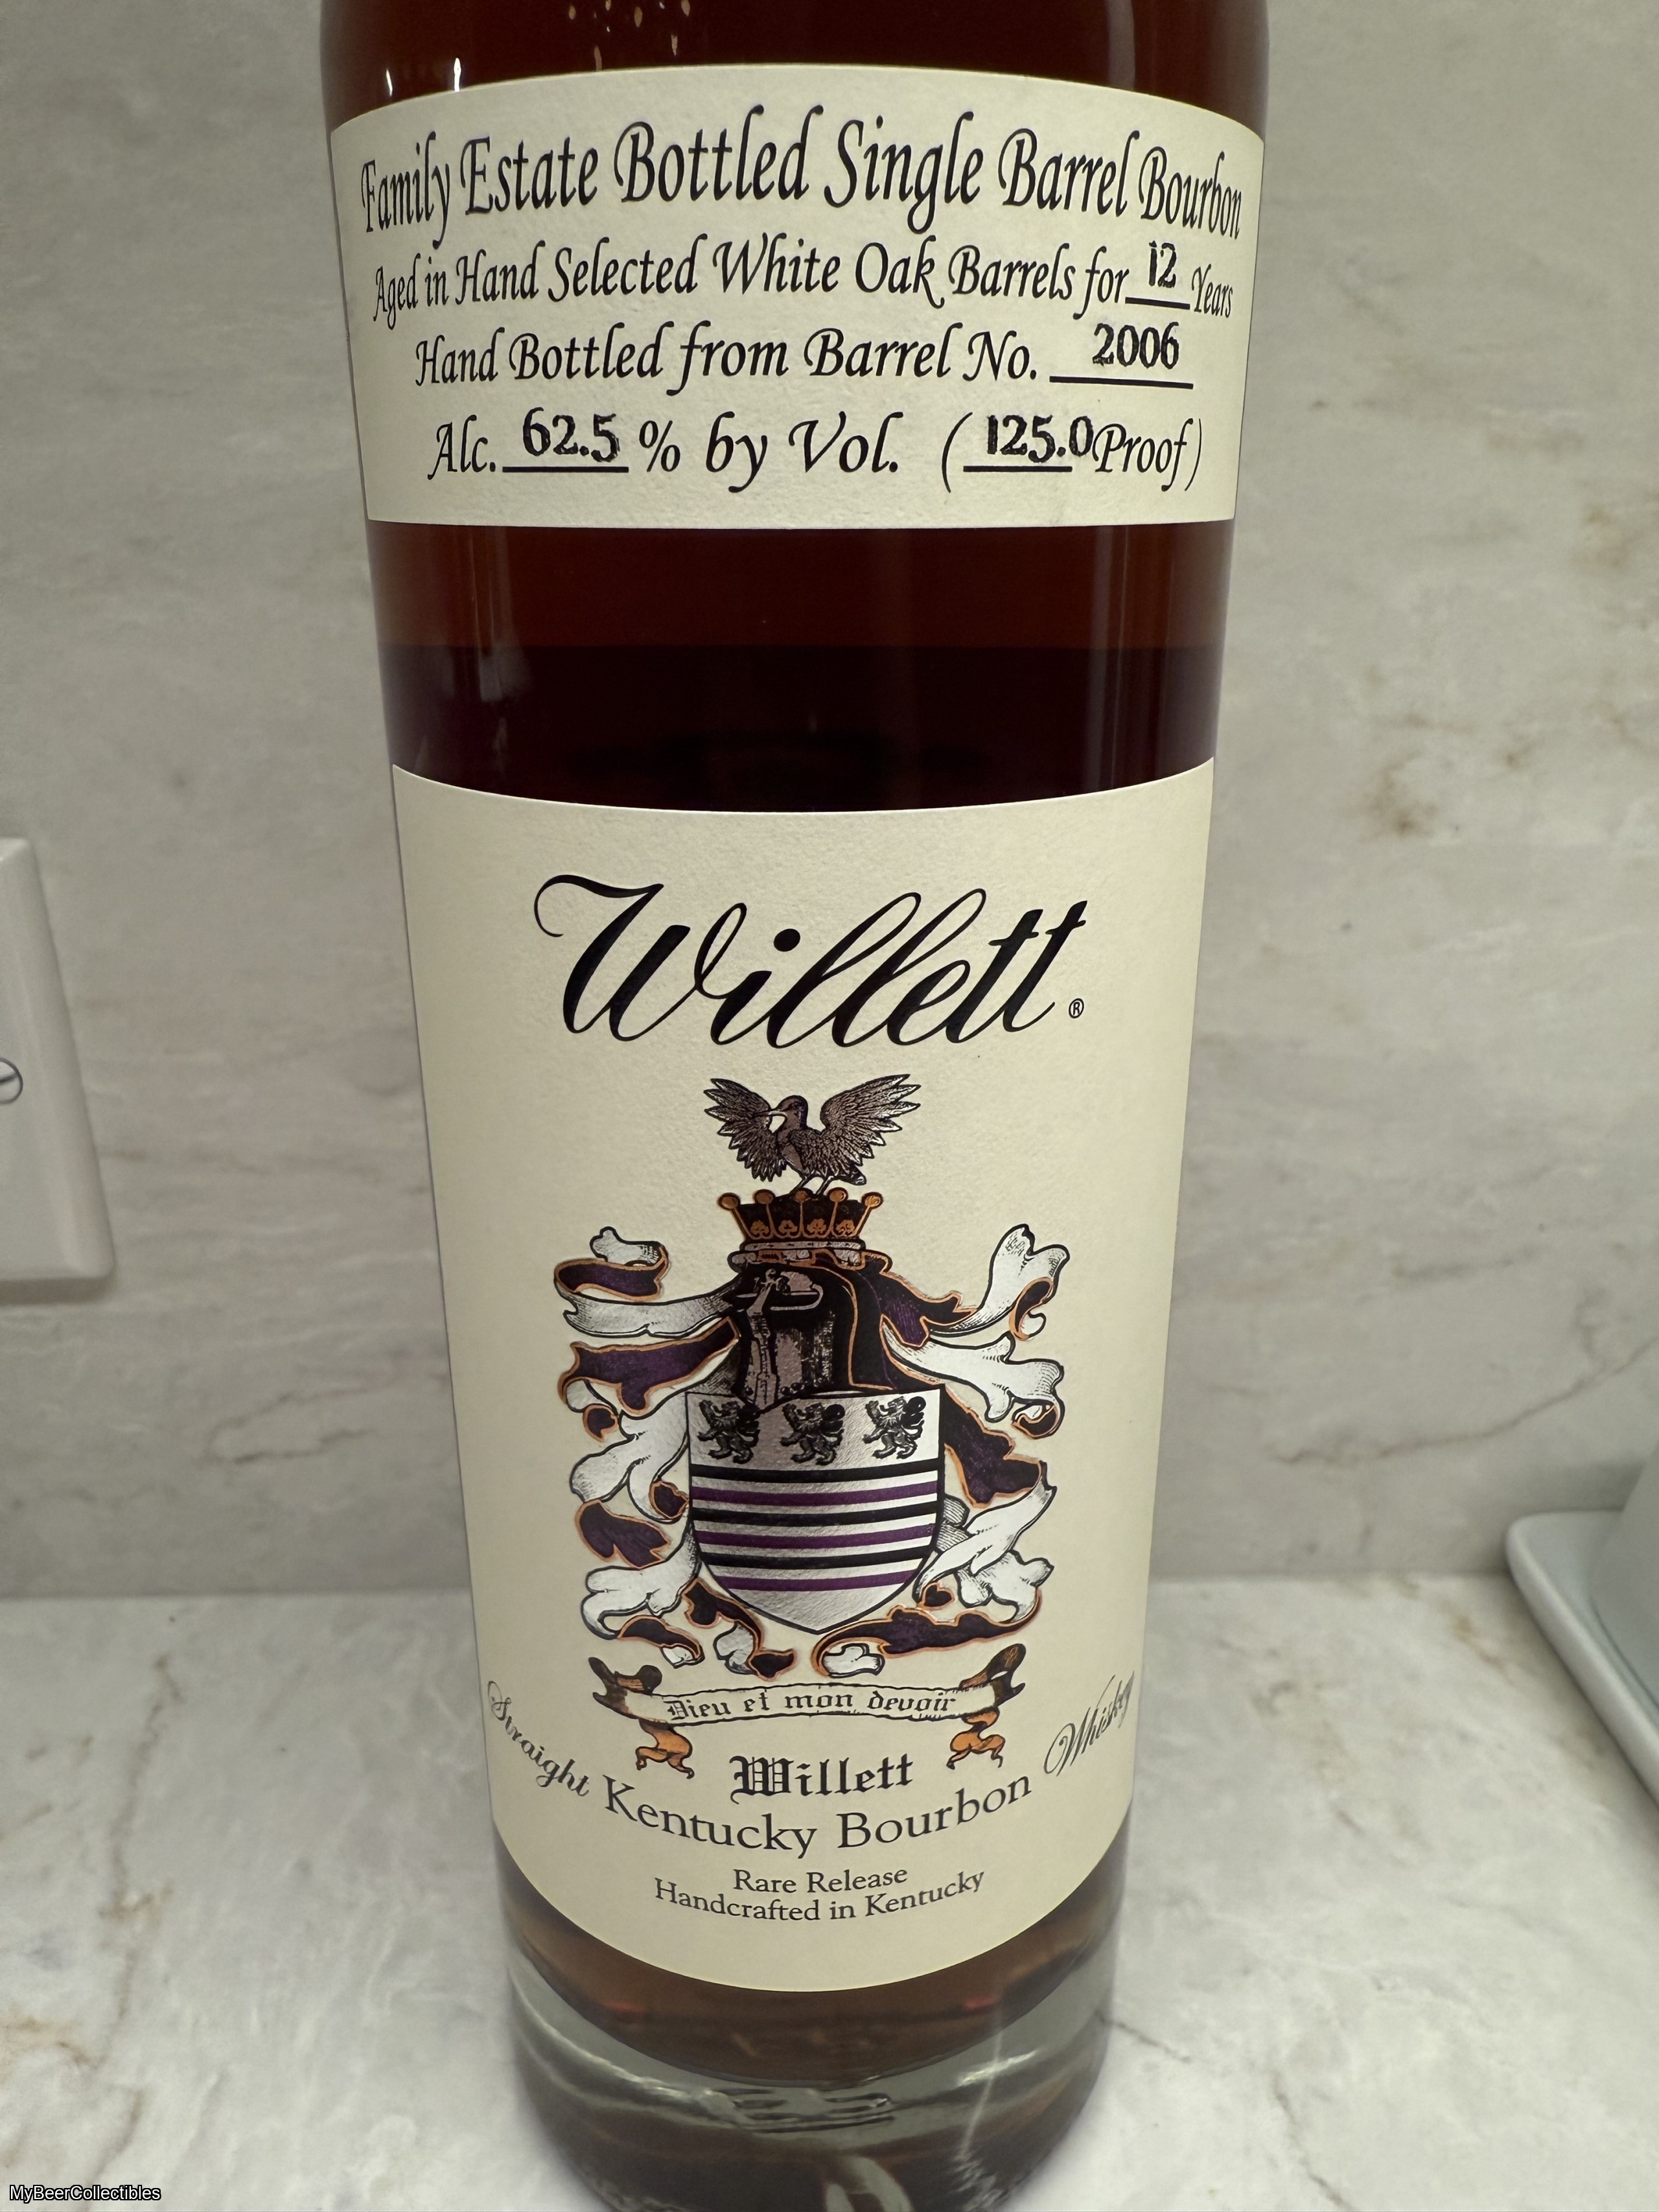 Family Estate Bottled Single Barrel Bourbon
Aged in Hand Selected White Oak Barrels for 12 Years
Hand Bottled from Barrel No. 2006
Alc. 62.5 % by Vol. (125.0 Proof)
Willett®
Dieu et mon devoir
Willett
Straight Kentucky Bourbon Whiskey
Rare Release
Handcrafted in Kentucky
MyBeerCollectibles